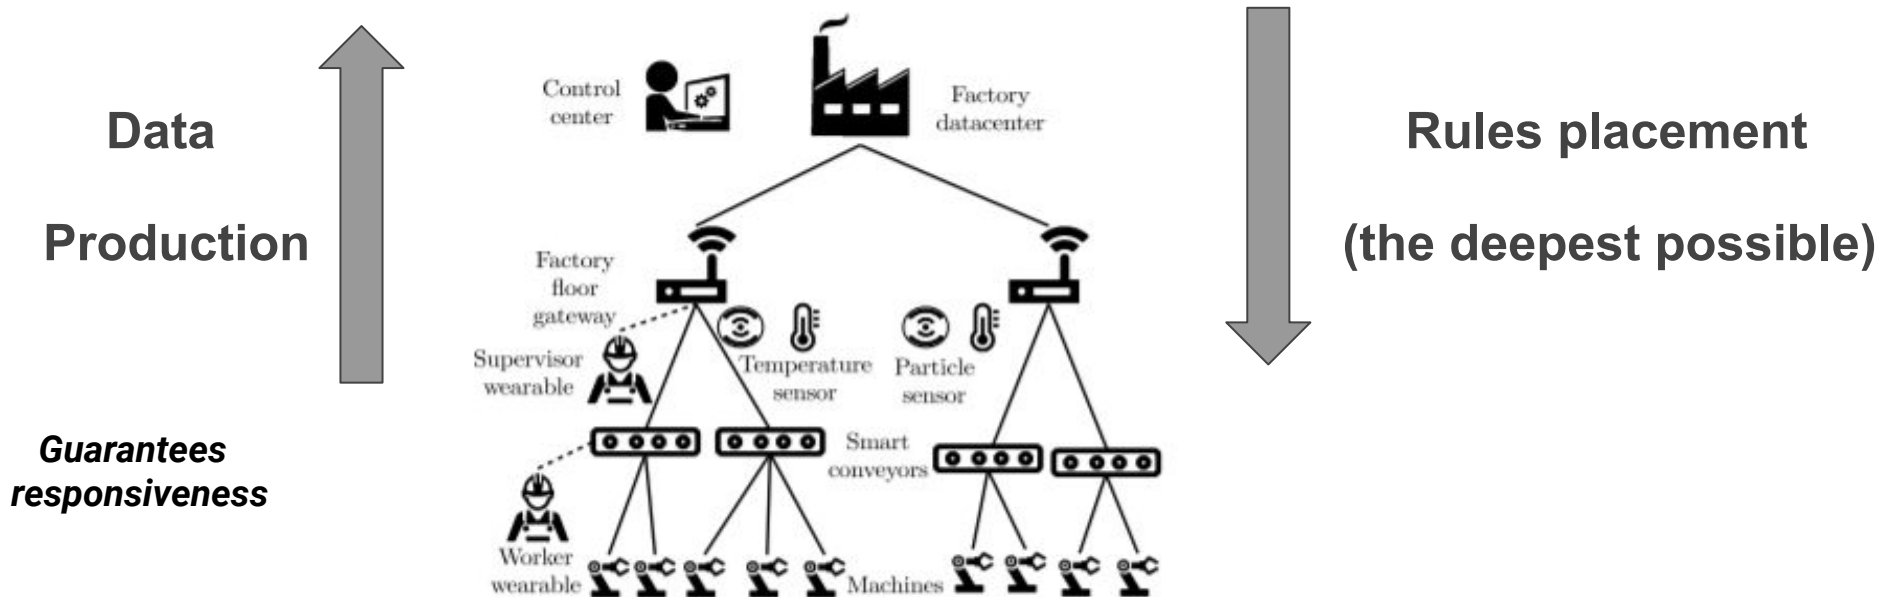 Data
Production
Guarantees
responsiveness
Control
center
Factory
datacenter
Factory
floor
gateway
Supervisor
wearable
Temperature
sensor
Particle
sensor
Smart
conveyors
Worker
wearable
Machines
Rules placement
(the deepest possible)